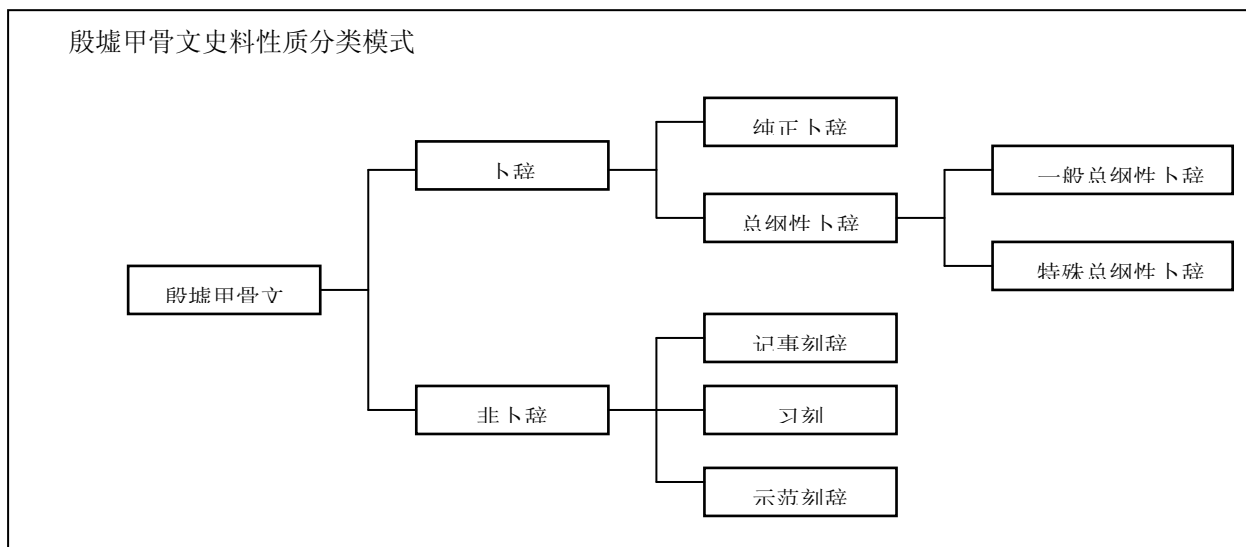 殷墟甲骨文史料性质分类模式
纯正卜辞
卜辞
一般总纲性卜辞
总纲性卜辞
特殊总纲性卜辞
殷墟甲骨文
记事刻辞
非卜辞
习刻
示范刻辞